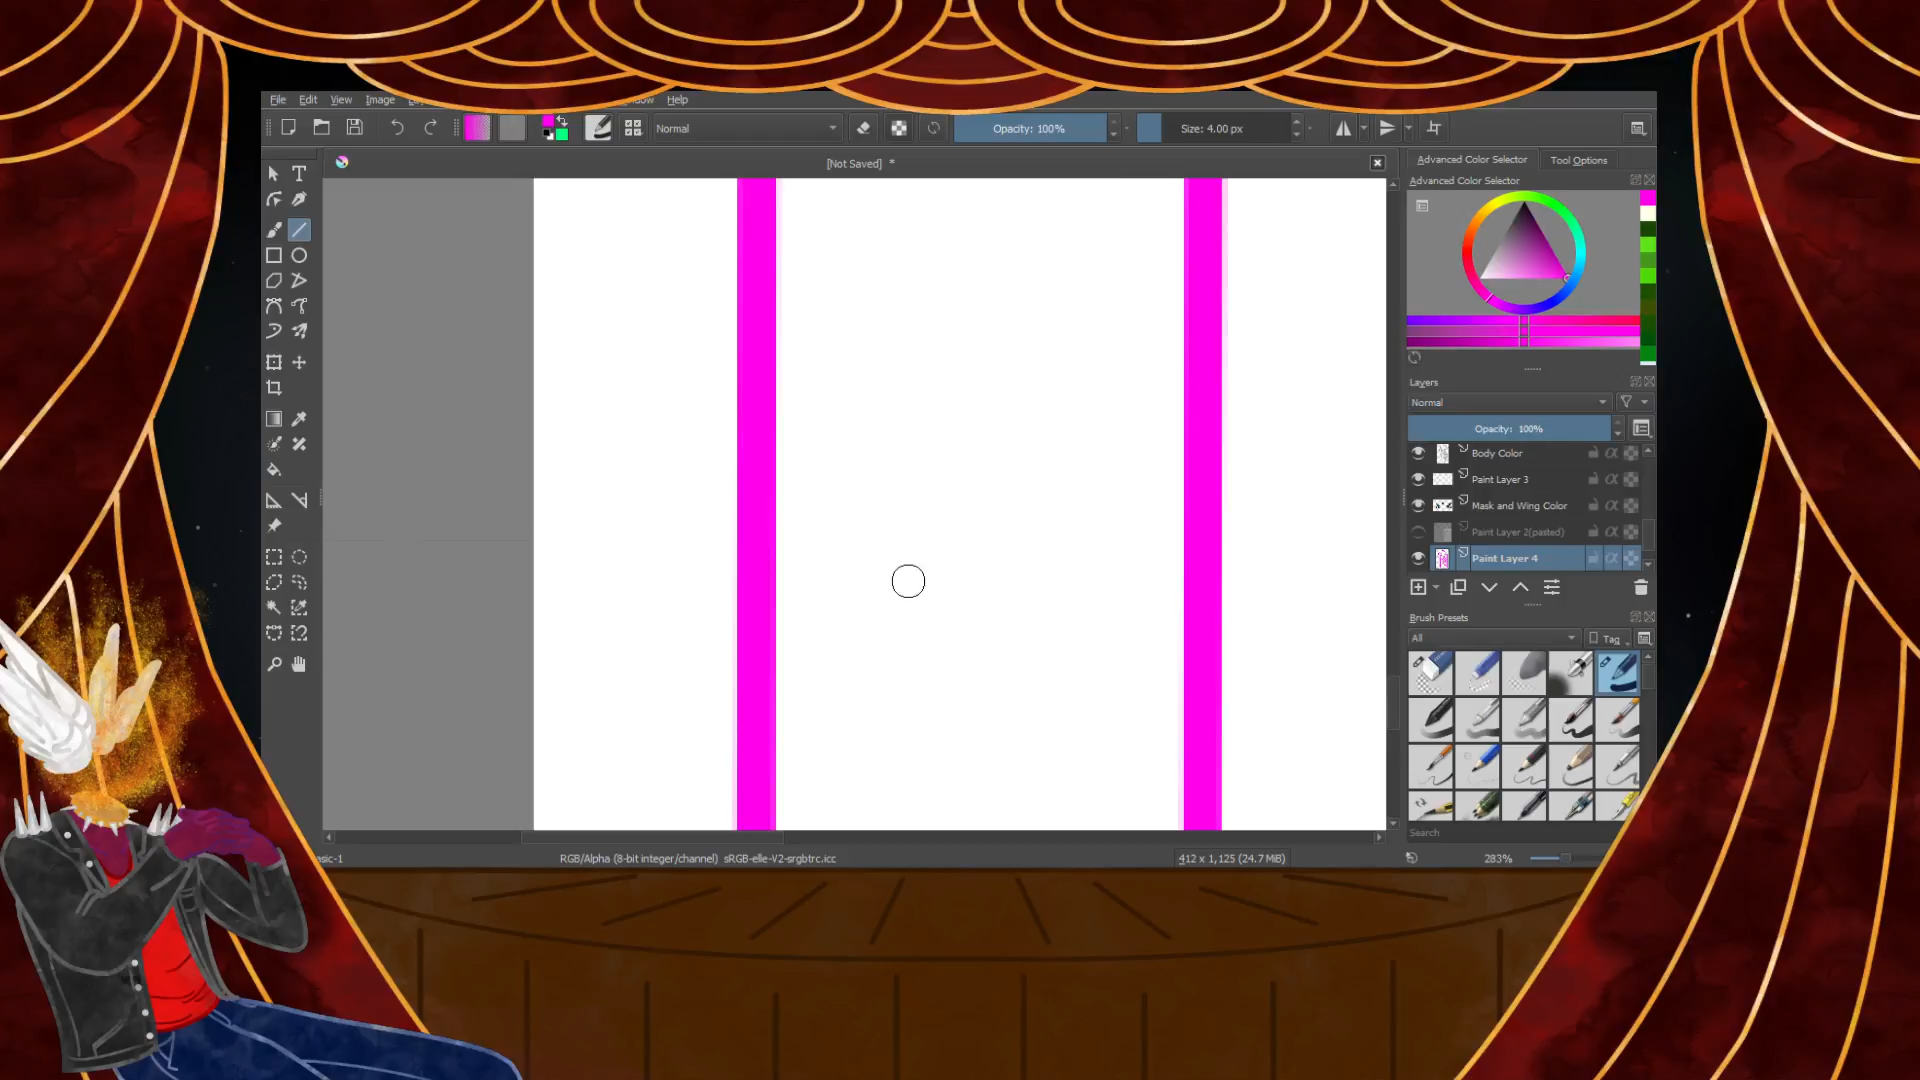 File Edit View Image Help
Normal
Opacity: 100%
Size: 4.00 px
[Not Saved] *
Advanced Color Selector
Tool Options
Advanced Color Selector
Layers
Normal
Opacity: 100%
Body Color
Paint Layer 3
Mask and Wing Color
Paint Layer 2(pasted)
Paint Layer 4
Brush Presets
All
Tag
Search
RGB/Alpha (8-bit integer/channel) sRGB-elle-V2-srgbtrc.icc
412 x 1,125 (24.7 MiB)
283%